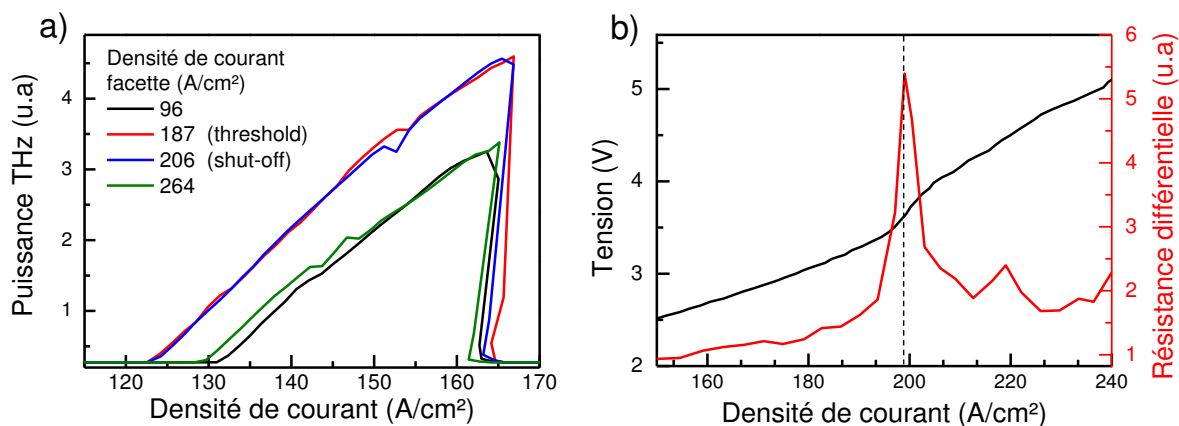 a)
Puissance THz (u.a)
4
3
2
1
Densité de courant
facette (A/cm²)
96
187 (threshold)
206 (shut-off)
264
120 130 140 150 160 170
Densité de courant (A/cm²)
b)
Tension (V)
5
4
3
2
160 180 200 220 240
Densité de courant (A/cm²)
6
5
4
3
2
1
Résistance différentielle (u.a)